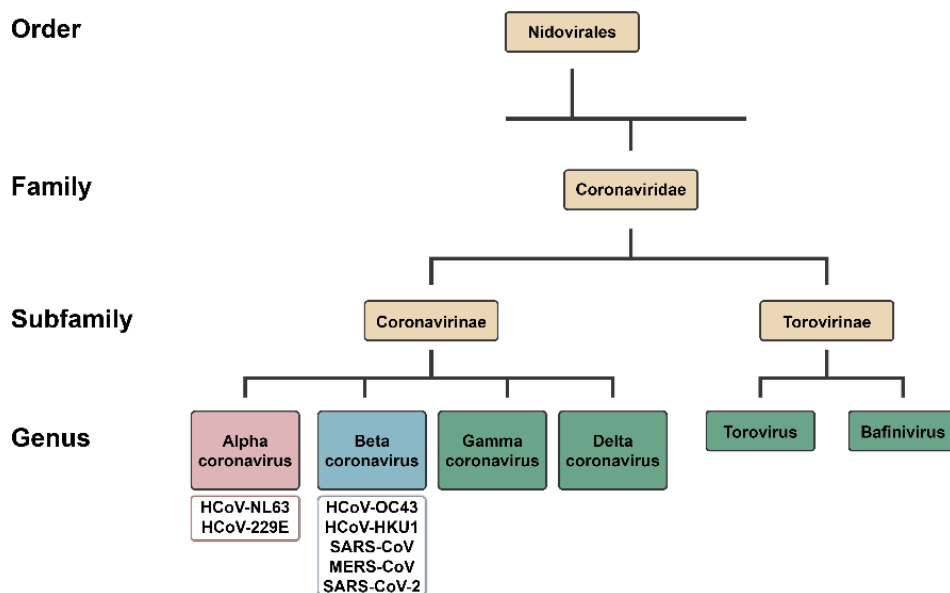 Order
Nidovirales
Family
Coronaviridae
Subfamily
Coronavirinae
Torovirinae
Genus
Alpha
coronavirus
Beta
coronavirus
Gamma
coronavirus
Delta
coronavirus
Torovirus
Bafinivirus
HCoV-NL63
HCoV-229E
HCoV-OC43
HCoV-HKU1
SARS-CoV
MERS-CoV
SARS-CoV-2